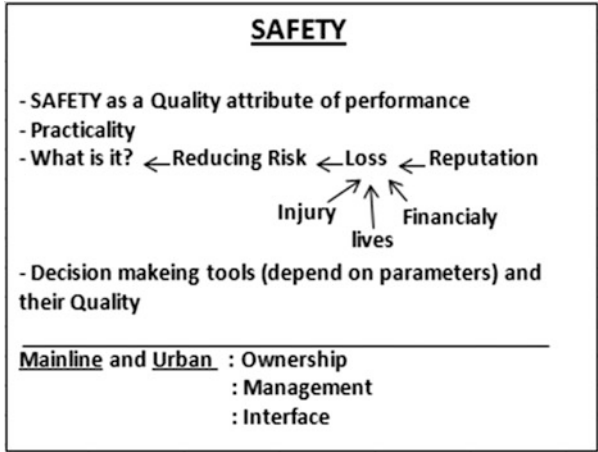 SAFETY
- SAFETY as a Quality attribute of performance
- Practicality
- What is it? ← Reducing Risk ← Loss ← Reputation
Injury lives Financialy
- Decision makeing tools (depend on parameters) and
their Quality
Mainline and Urban : Ownership
: Management
: Interface